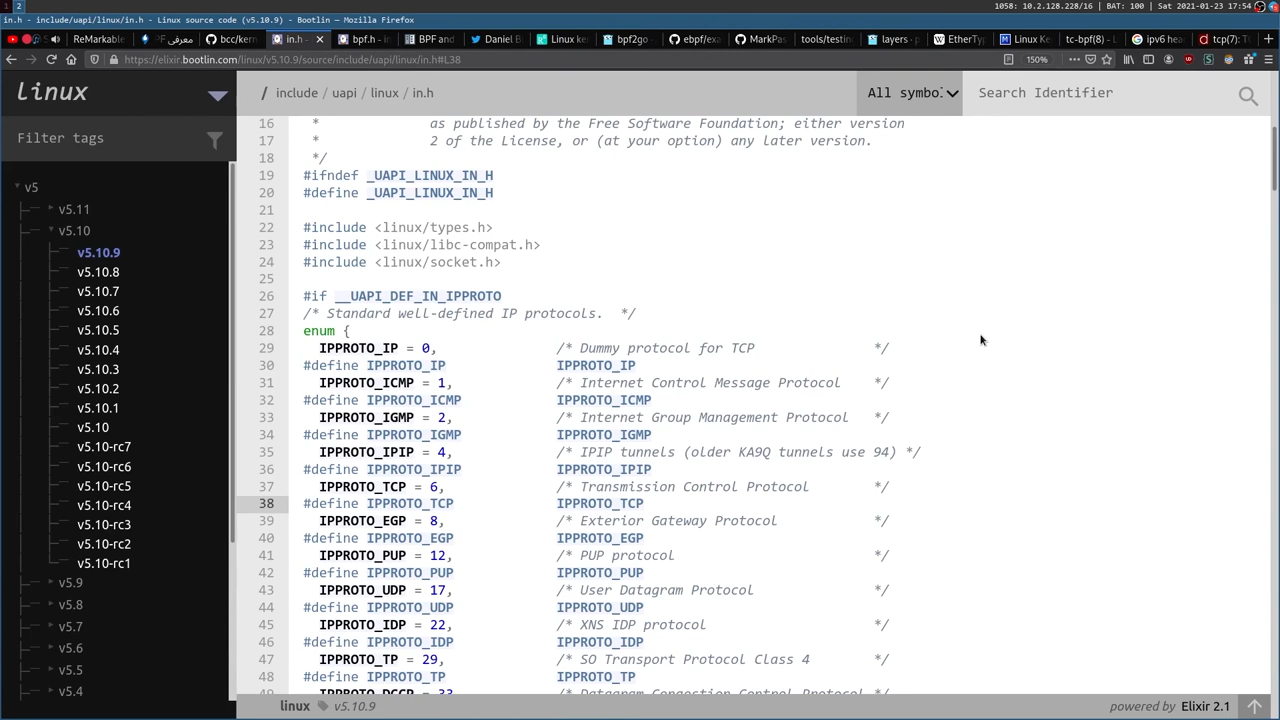 1 2 1058: 10.2.128.228/16 | BAT: 100 | Sat 2021-01-23 17:54
in.h - include/uapi/linux/in.h - Linux source code (v5.10.9) - Bootlin — Mozilla Firefox
ReMarkable معرفی bcc/kern in.h - bpf.h - in BPF and Daniel B Linux ke bpf2go ebpf/exa MarkPas tools/testin layers - p EtherTyp Linux Ke tc-bpf(8) - L ipv6 head tcp(7): T
https://elixir.bootlin.com/linux/v5.10.9/source/include/uapi/linux/in.h#L38 150%
linux
/ include / uapi / linux / in.h
All symbo
Search Identifier
Filter tags
v5
v5.11
v5.10
v5.10.9
v5.10.8
v5.10.7
v5.10.6
v5.10.5
v5.10.4
v5.10.3
v5.10.2
v5.10.1
v5.10
v5.10-rc7
v5.10-rc6
v5.10-rc5
v5.10-rc4
v5.10-rc3
v5.10-rc2
v5.10-rc1
v5.9
v5.8
v5.7
v5.6
v5.5
v5.4
16 * as published by the Free Software Foundation; either version
17 * 2 of the License, or (at your option) any later version.
18 */
19 #ifndef _UAPI_LINUX_IN_H
20 #define _UAPI_LINUX_IN_H
21
22 #include <linux/types.h>
23 #include <linux/libc-compat.h>
24 #include <linux/socket.h>
25
26 #if __UAPI_DEF_IN_IPPROTO
27 /* Standard well-defined IP protocols. */
28 enum {
29 IPPROTO_IP = 0, /* Dummy protocol for TCP */
30 #define IPPROTO_IP IPPROTO_IP
31 IPPROTO_ICMP = 1, /* Internet Control Message Protocol */
32 #define IPPROTO_ICMP IPPROTO_ICMP
33 IPPROTO_IGMP = 2, /* Internet Group Management Protocol */
34 #define IPPROTO_IGMP IPPROTO_IGMP
35 IPPROTO_IPIP = 4, /* IPIP tunnels (older KA9Q tunnels use 94) */
36 #define IPPROTO_IPIP IPPROTO_IPIP
37 IPPROTO_TCP = 6, /* Transmission Control Protocol */
38 #define IPPROTO_TCP IPPROTO_TCP
39 IPPROTO_EGP = 8, /* Exterior Gateway Protocol */
40 #define IPPROTO_EGP IPPROTO_EGP
41 IPPROTO_PUP = 12, /* PUP protocol */
42 #define IPPROTO_PUP IPPROTO_PUP
43 IPPROTO_UDP = 17, /* User Datagram Protocol */
44 #define IPPROTO_UDP IPPROTO_UDP
45 IPPROTO_IDP = 22, /* XNS IDP protocol */
46 #define IPPROTO_IDP IPPROTO_IDP
47 IPPROTO_TP = 29, /* SO Transport Protocol Class 4 */
48 #define IPPROTO_TP IPPROTO_TP
49 IPPROTO_DCCP = 33, /* Datagram Congestion Control Protocol */
linux v5.10.9
powered by Elixir 2.1